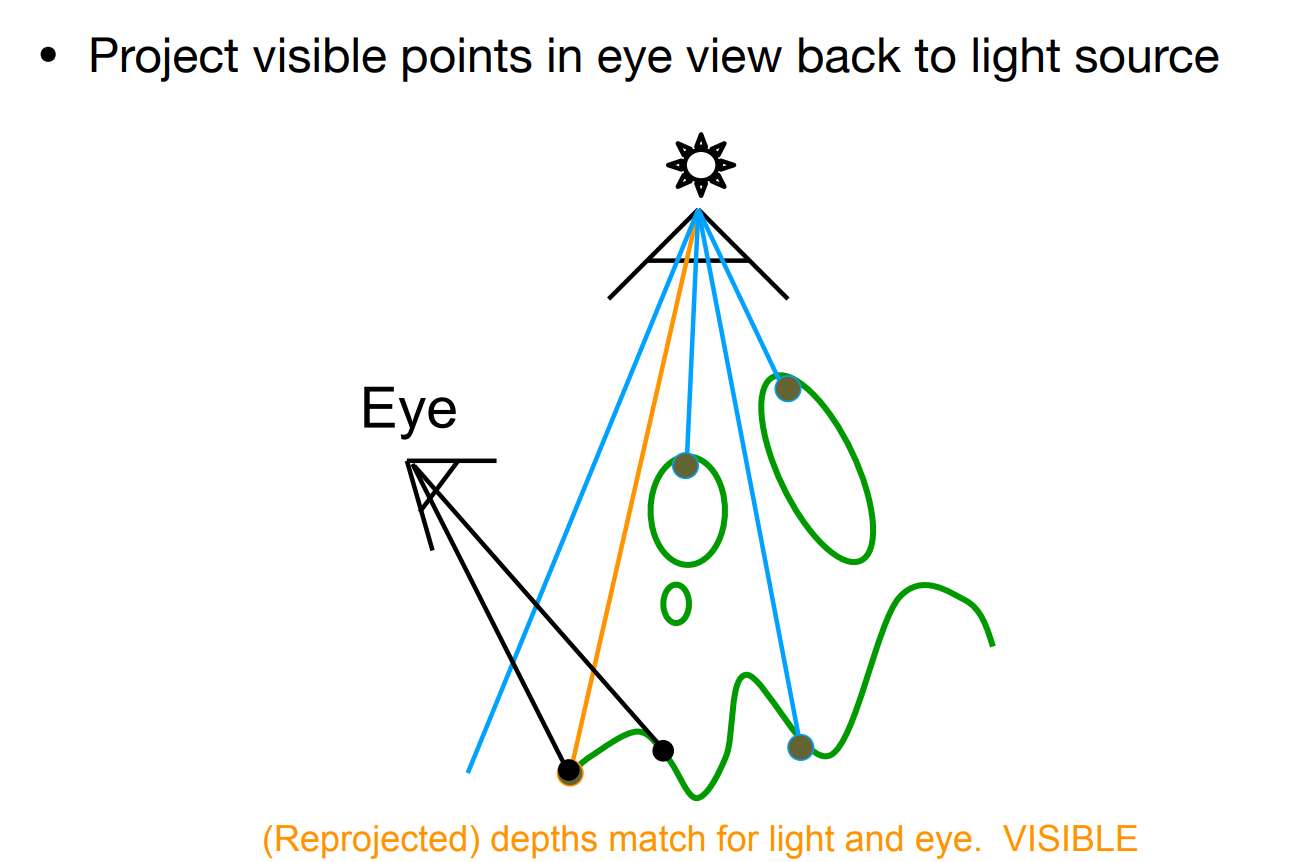 • Project visible points in eye view back to light source
Eye
(Reprojected) depths match for light and eye.  VISIBLE